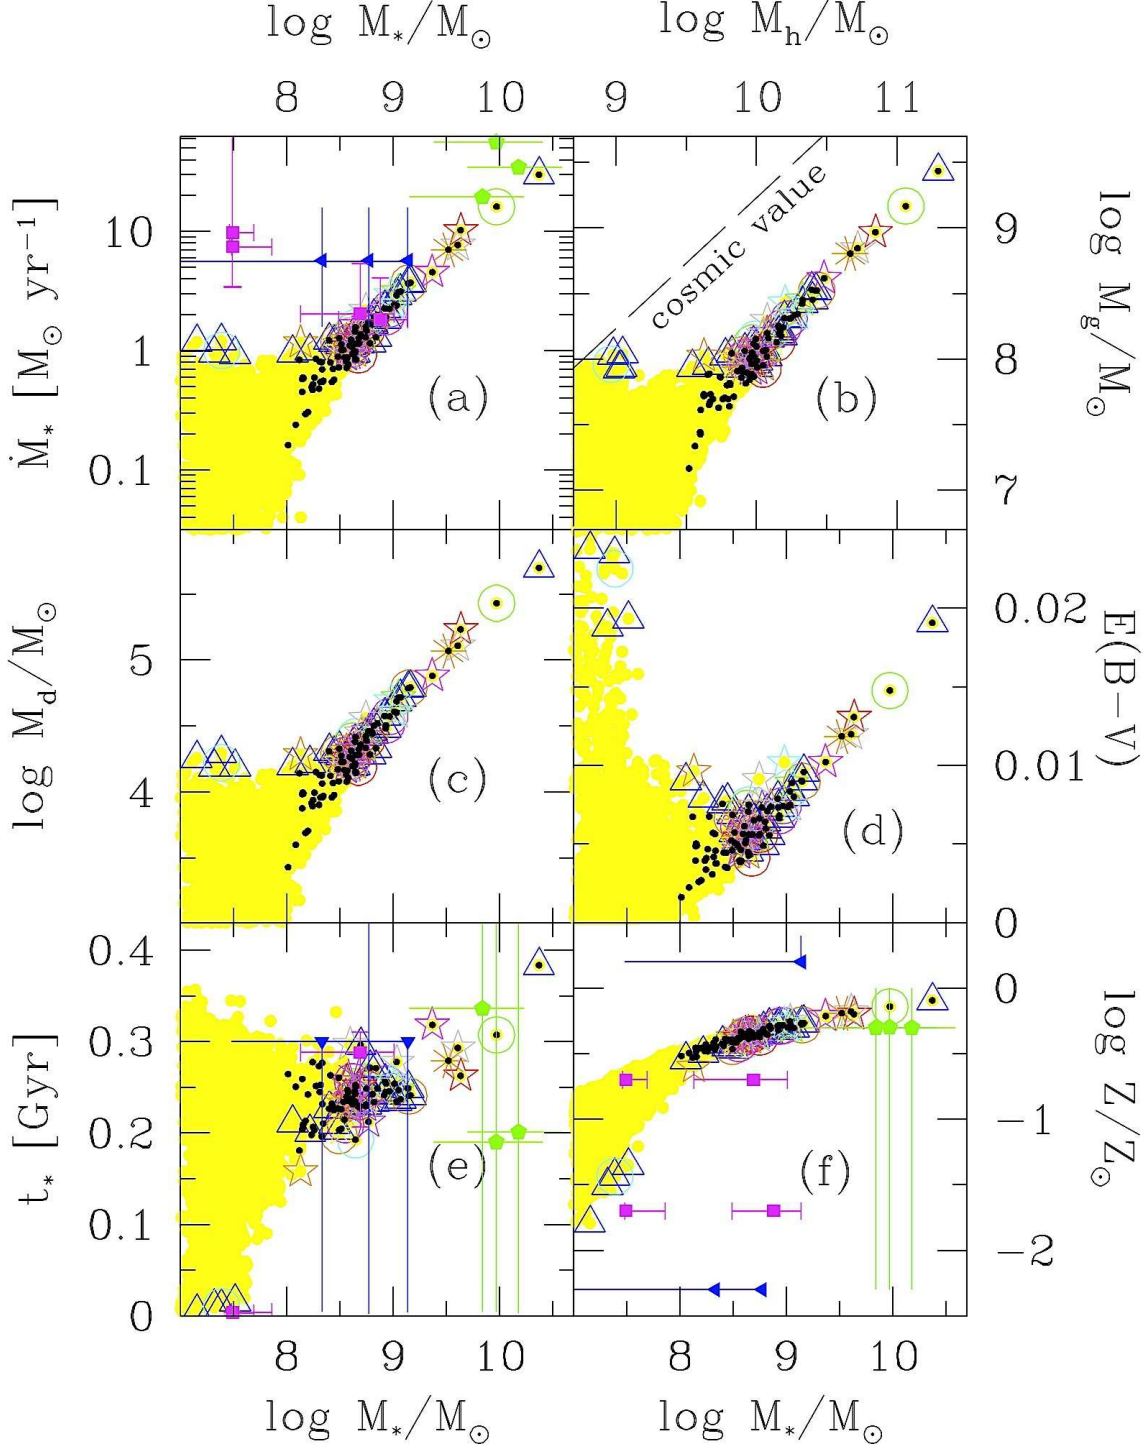 log M*/M⊙ log Mh/M⊙
8 9 10 9 10 11
10
1
0.1
Ṁ* [M⊙ yr−1]
(a)
cosmic value
(b)
9
8
7
log Mg/M⊙
5
4
log Md/M⊙
(c)
(d)
0.02
0.01
0
E(B−V)
0.4
0.3
0.2
0.1
0
t* [Gyr]
(e)
(f)
0
−1
−2
log Z/Z⊙
8 9 10 8 9 10
log M*/M⊙ log M*/M⊙